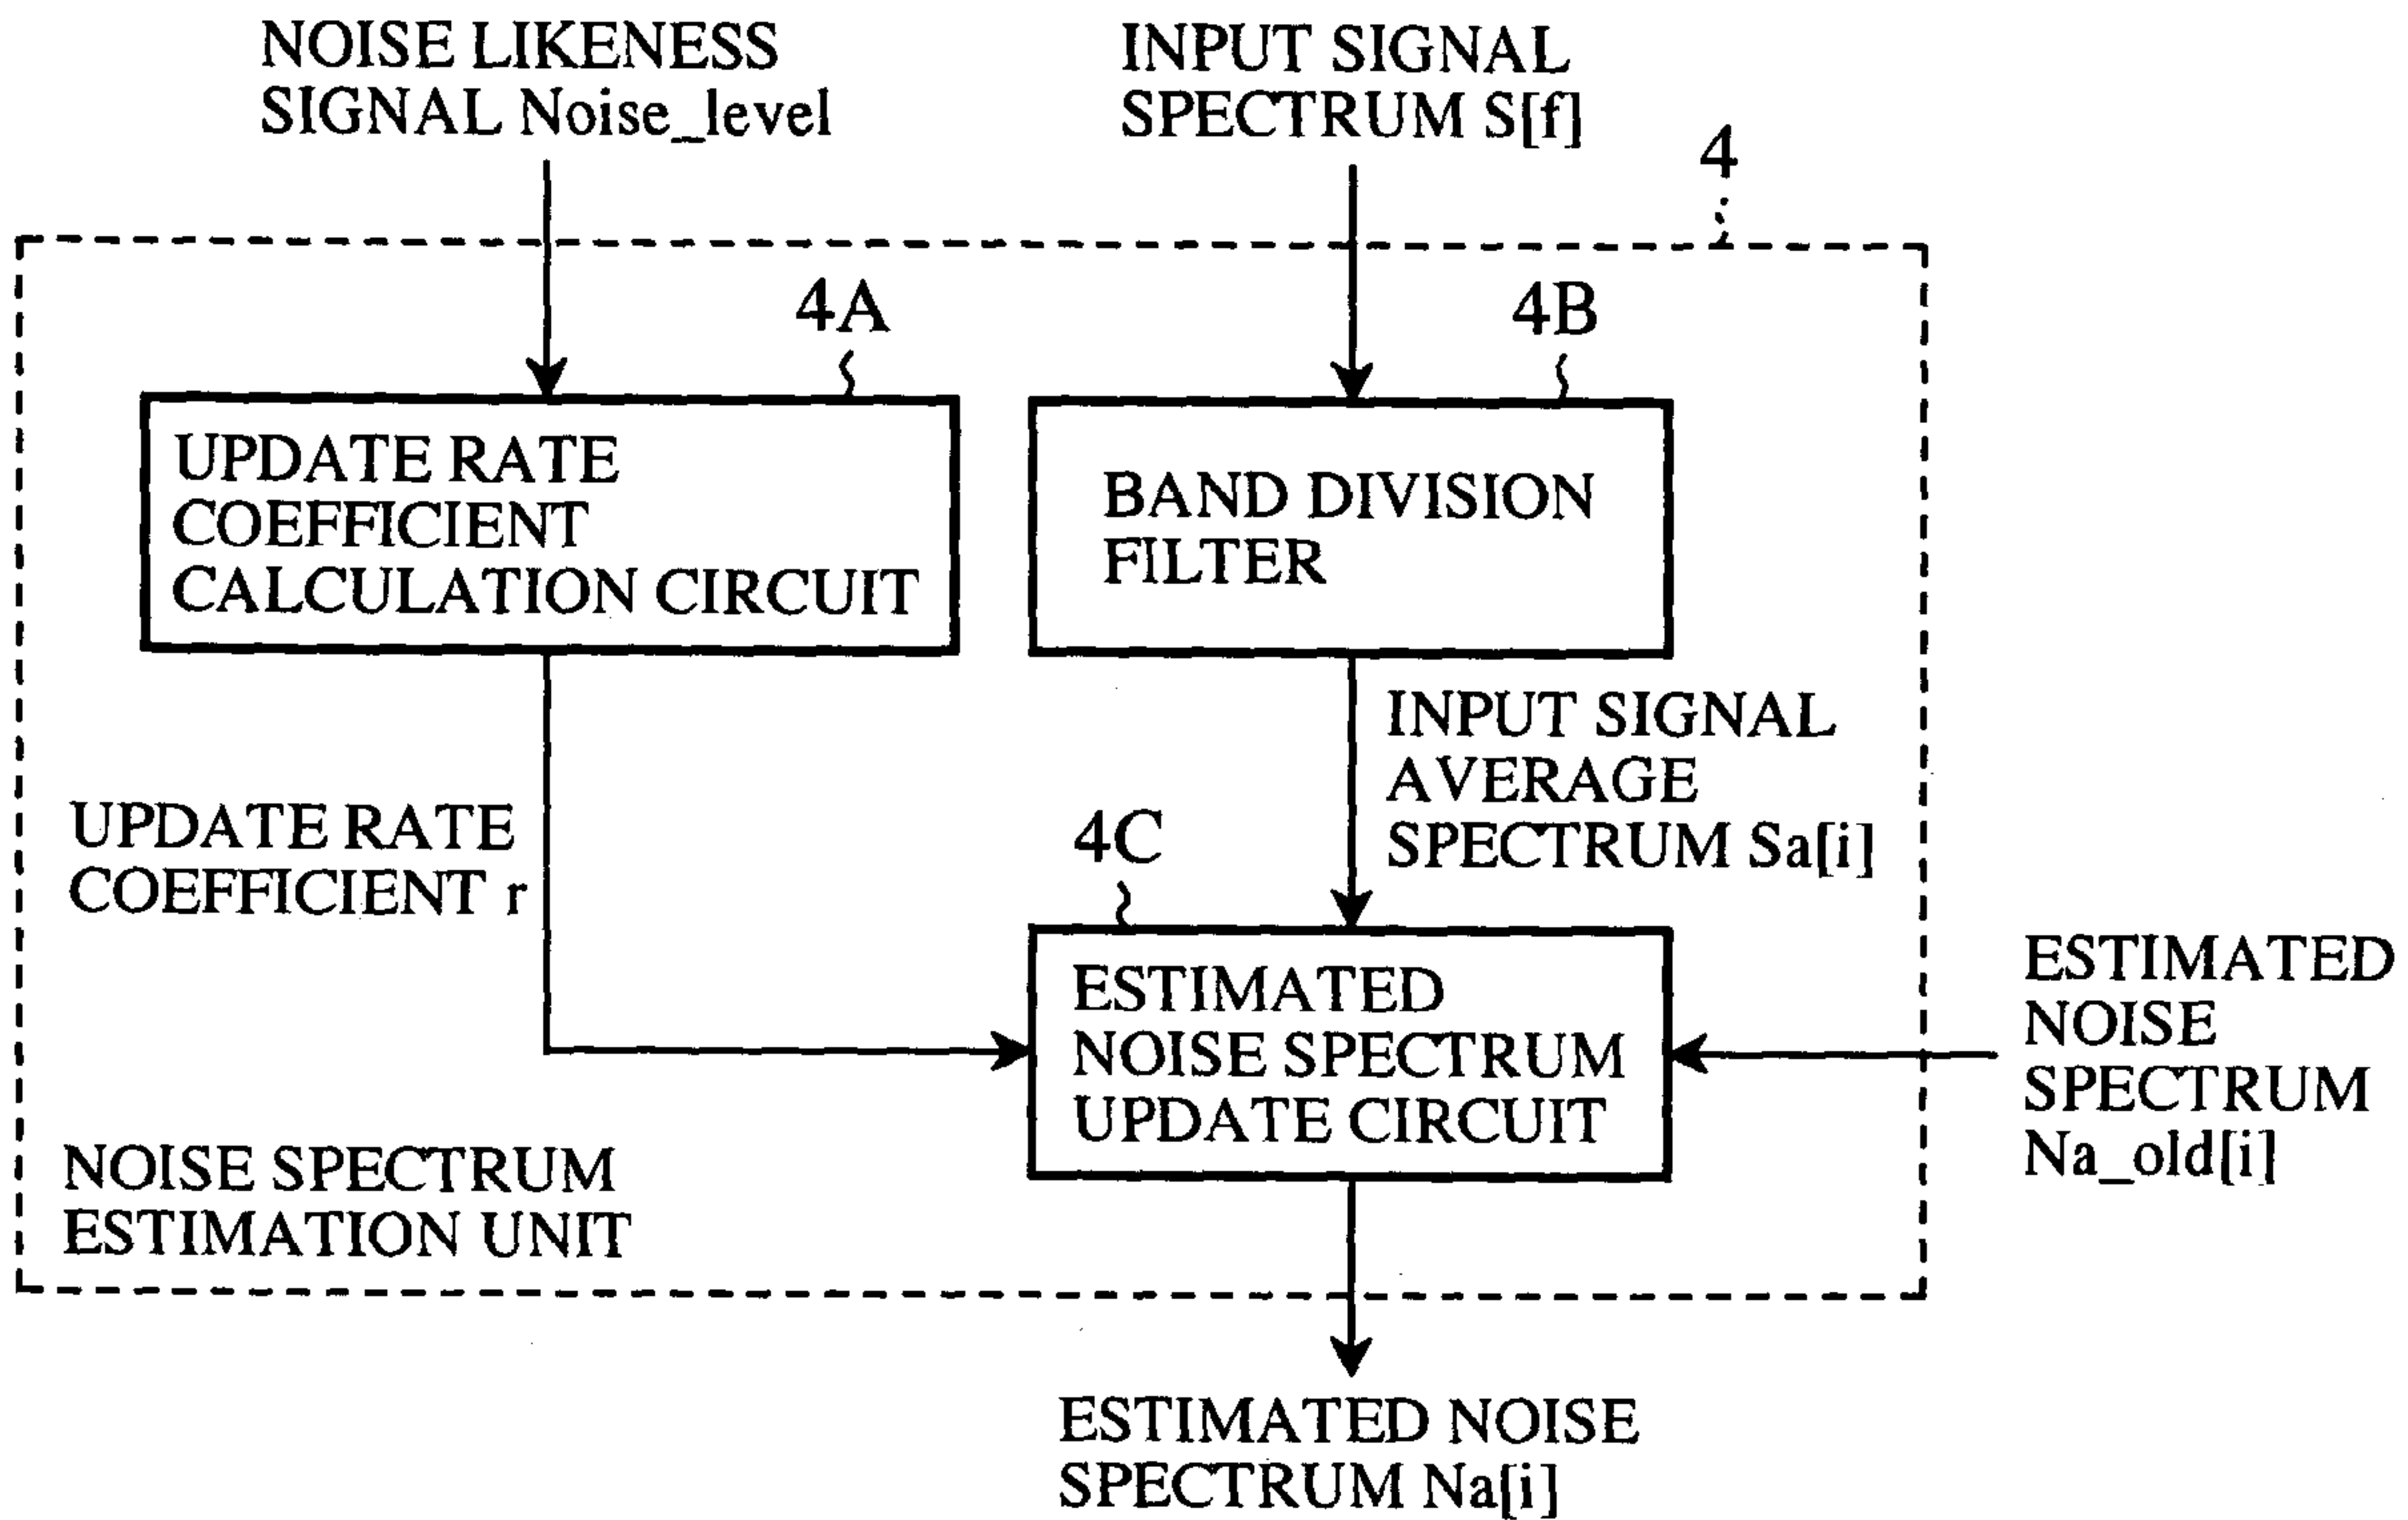 NOISE LIKENESS
SIGNAL Noise_level
INPUT SIGNAL
SPECTRUM S[f]
4
4A
4B
UPDATE RATE
COEFFICIENT
CALCULATION CIRCUIT
BAND DIVISION
FILTER
INPUT SIGNAL
AVERAGE
SPECTRUM Sa[i]
UPDATE RATE
COEFFICIENT r
4C
ESTIMATED
NOISE SPECTRUM
UPDATE CIRCUIT
ESTIMATED
NOISE
SPECTRUM
Na_old[i]
NOISE SPECTRUM
ESTIMATION UNIT
ESTIMATED NOISE
SPECTRUM Na[i]